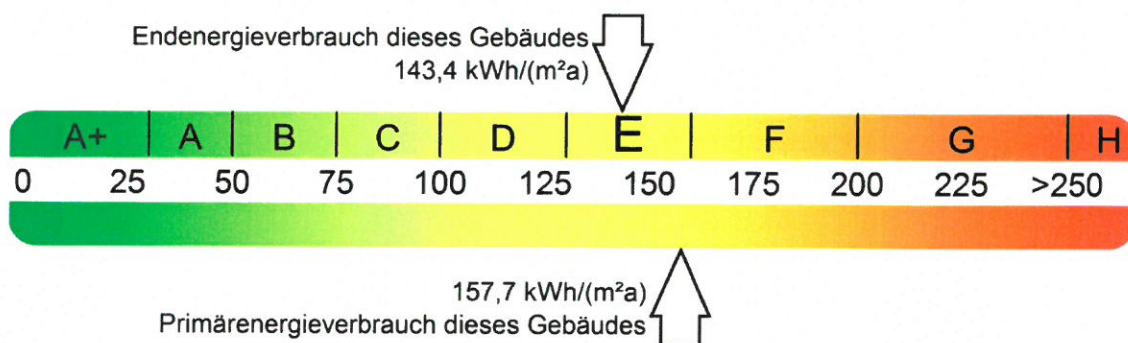 Endenergieverbrauch dieses Gebäudes
143,4 kWh/(m²a)
A+ A B C D E F G H
0 25 50 75 100 125 150 175 200 225 >250
157,7 kWh/(m²a)
Primärenergieverbrauch dieses Gebäudes